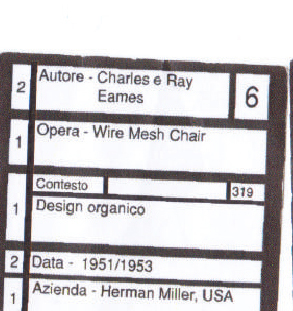 2 Autore - Charles e Ray
Eames
6
1 Opera - Wire Mesh Chair
Contesto 319
1 Design organico
2 Data - 1951/1953
1 Azienda - Herman Miller, USA